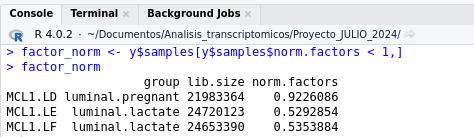 Console Terminal × Background Jobs ×
R 4.0.2 · ~/Documentos/Analisis_transcriptomicos/Proyecto_JULIO_2024/
> factor_norm <- y$samples[y$samples$norm.factors < 1,]
> factor_norm
group lib.size norm.factors
MCL1.LD luminal.pregnant 21983364 0.9226086
MCL1.LE luminal.lactate 24720123 0.5292854
MCL1.LF luminal.lactate 24653390 0.5353884